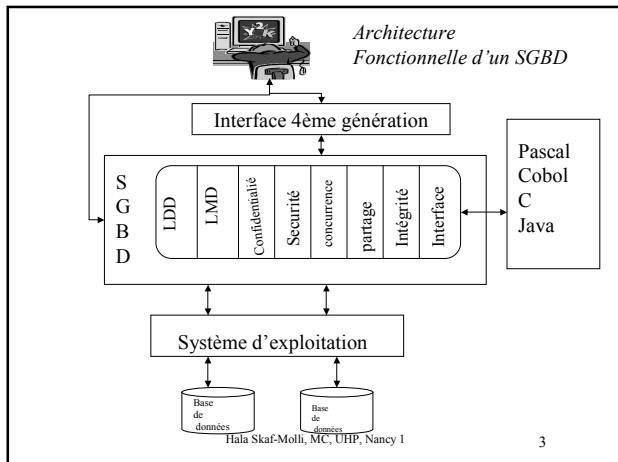 Y2K
Architecture
Fonctionnelle d'un SGBD
Interface 4ème génération
S
G
B
D
LDD
LMD
Confidentialié
Securité
concurrence
partage
Intégrité
Interface
Pascal
Cobol
C
Java
Système d'exploitation
Base
de
données
Base
de
données
Hala Skaf-Molli, MC, UHP, Nancy 1
3